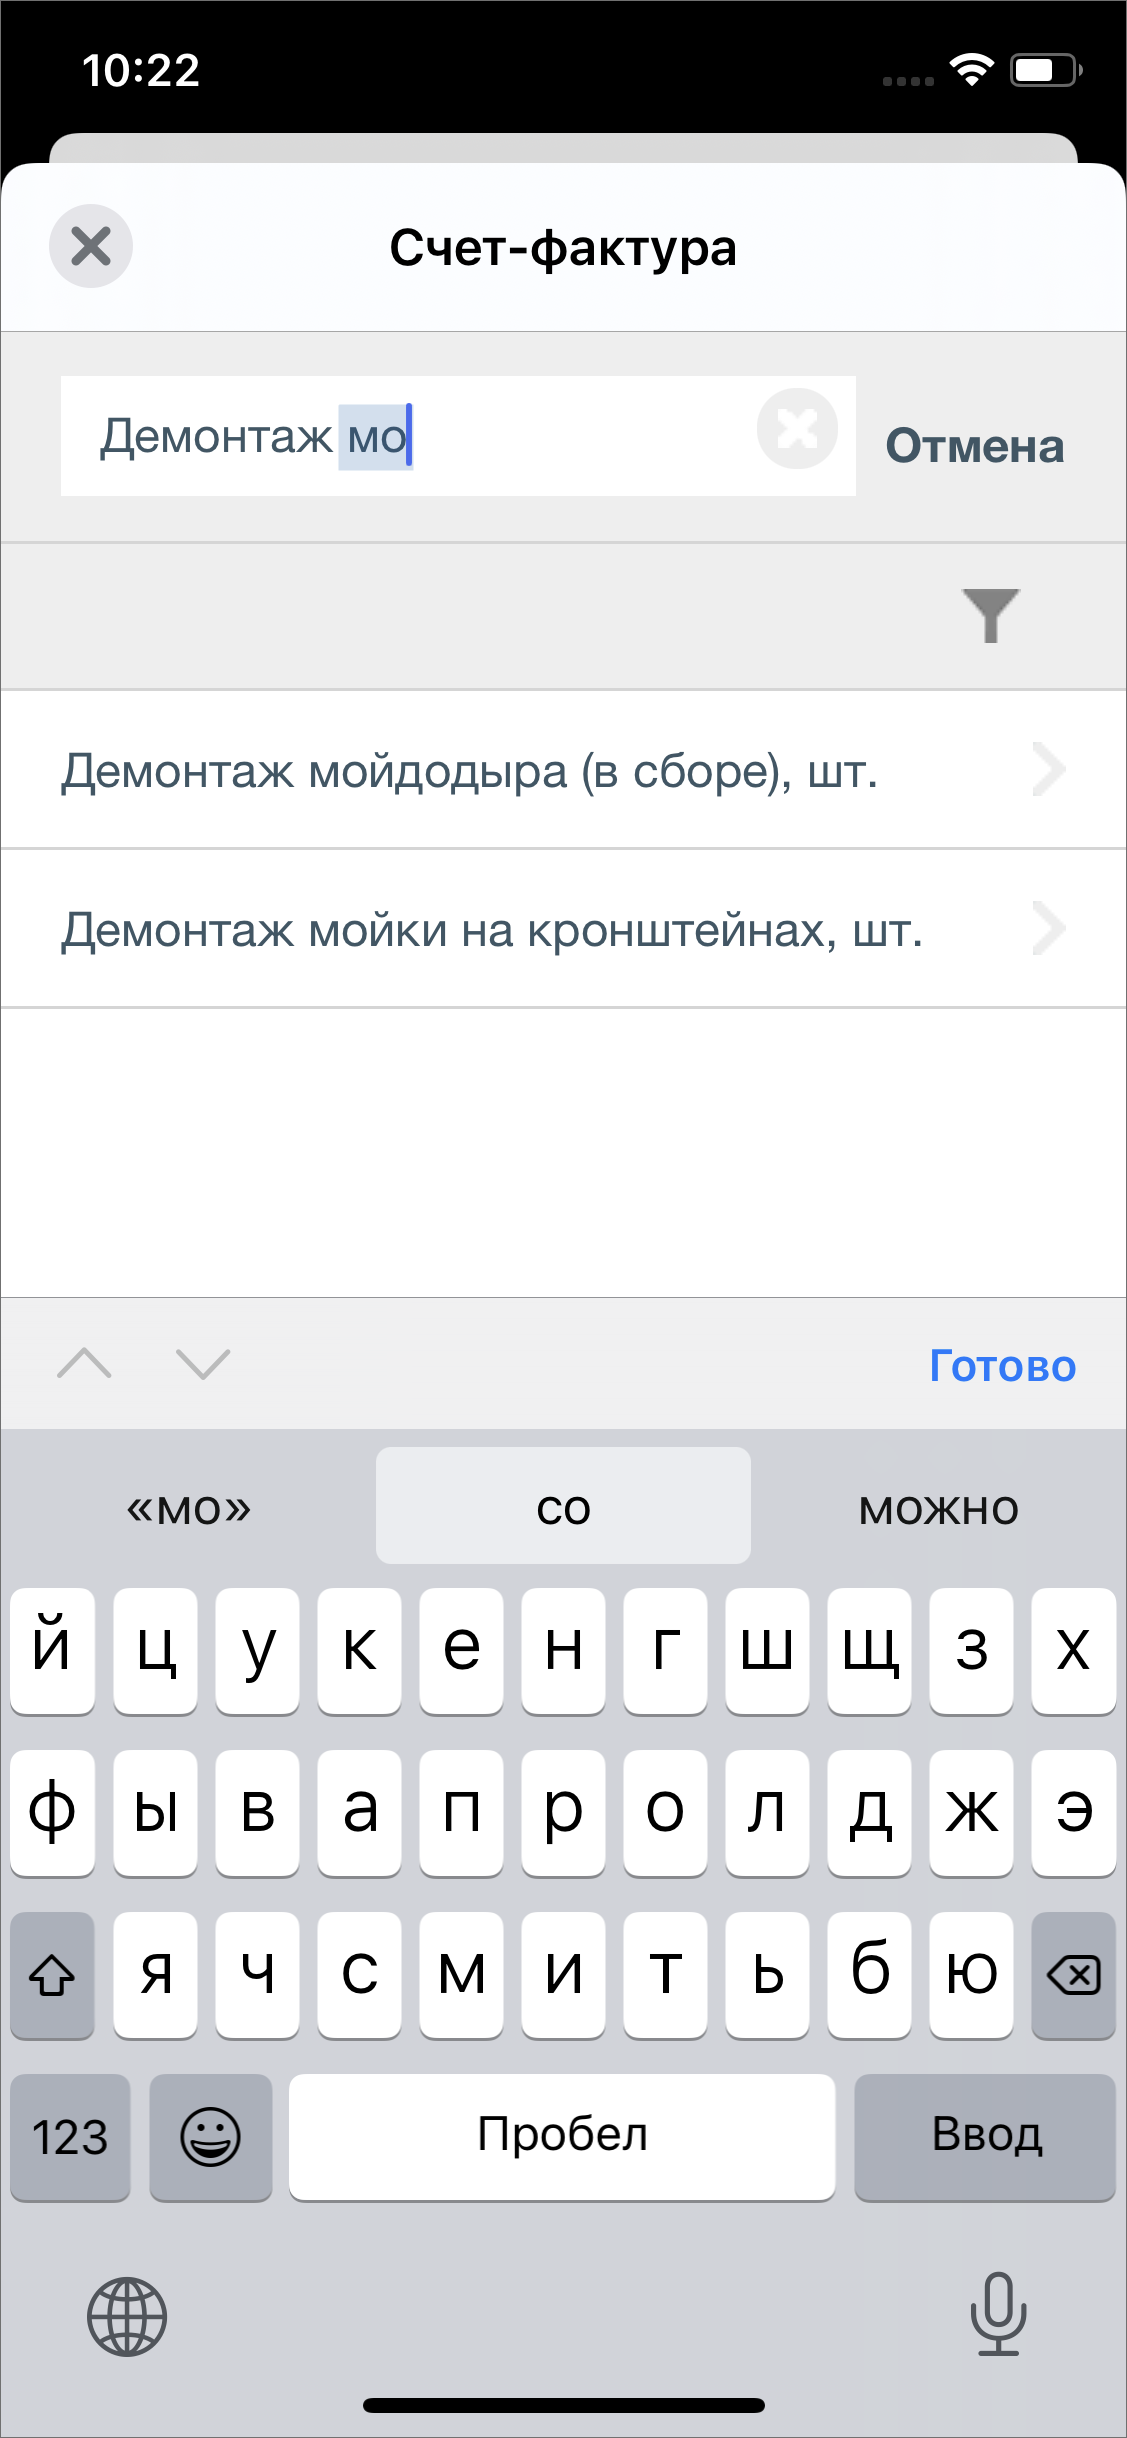 10:22
Счет-фактура
Демонтаж мо
Отмена
Демонтаж мойдодыра (в сборе), шт.
Демонтаж мойки на кронштейнах, шт.
Готово
«мо» со можно
й ц у к е н г ш щ з х
ф ы в а п р о л д ж э
я ч с м и т ь б ю
123 Пробел Ввод